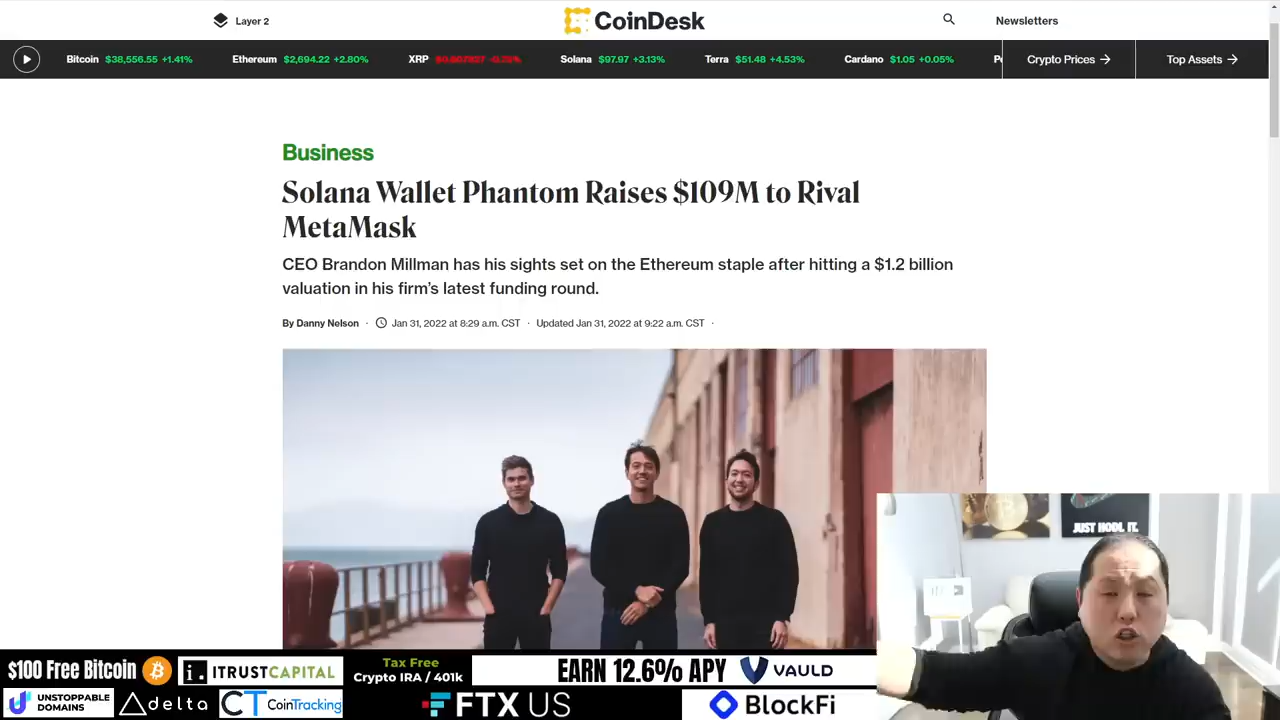 Layer 2
CoinDesk
Newsletters
Bitcoin $38,556.55 +1.41%
Ethereum $2,694.22 +2.80%
XRP
Solana $97.97 +3.13%
Terra $51.48 +4.53%
Cardano $1.05 +0.05%
Crypto Prices
Top Assets
Business
Solana Wallet Phantom Raises $109M to Rival
MetaMask
CEO Brandon Millman has his sights set on the Ethereum staple after hitting a $1.2 billion
valuation in his firm’s latest funding round.
By Danny Nelson · Jan 31, 2022 at 8:29 a.m. CST · Updated Jan 31, 2022 at 9:22 a.m. CST ·
JUST HODL IT.
$100 Free Bitcoin
iTRUSTCAPITAL
Tax Free
Crypto IRA / 401k
EARN 12.6% APY
VAULD
UNSTOPPABLE
DOMAINS
delta
CT CoinTracking
FTX US
BlockFi